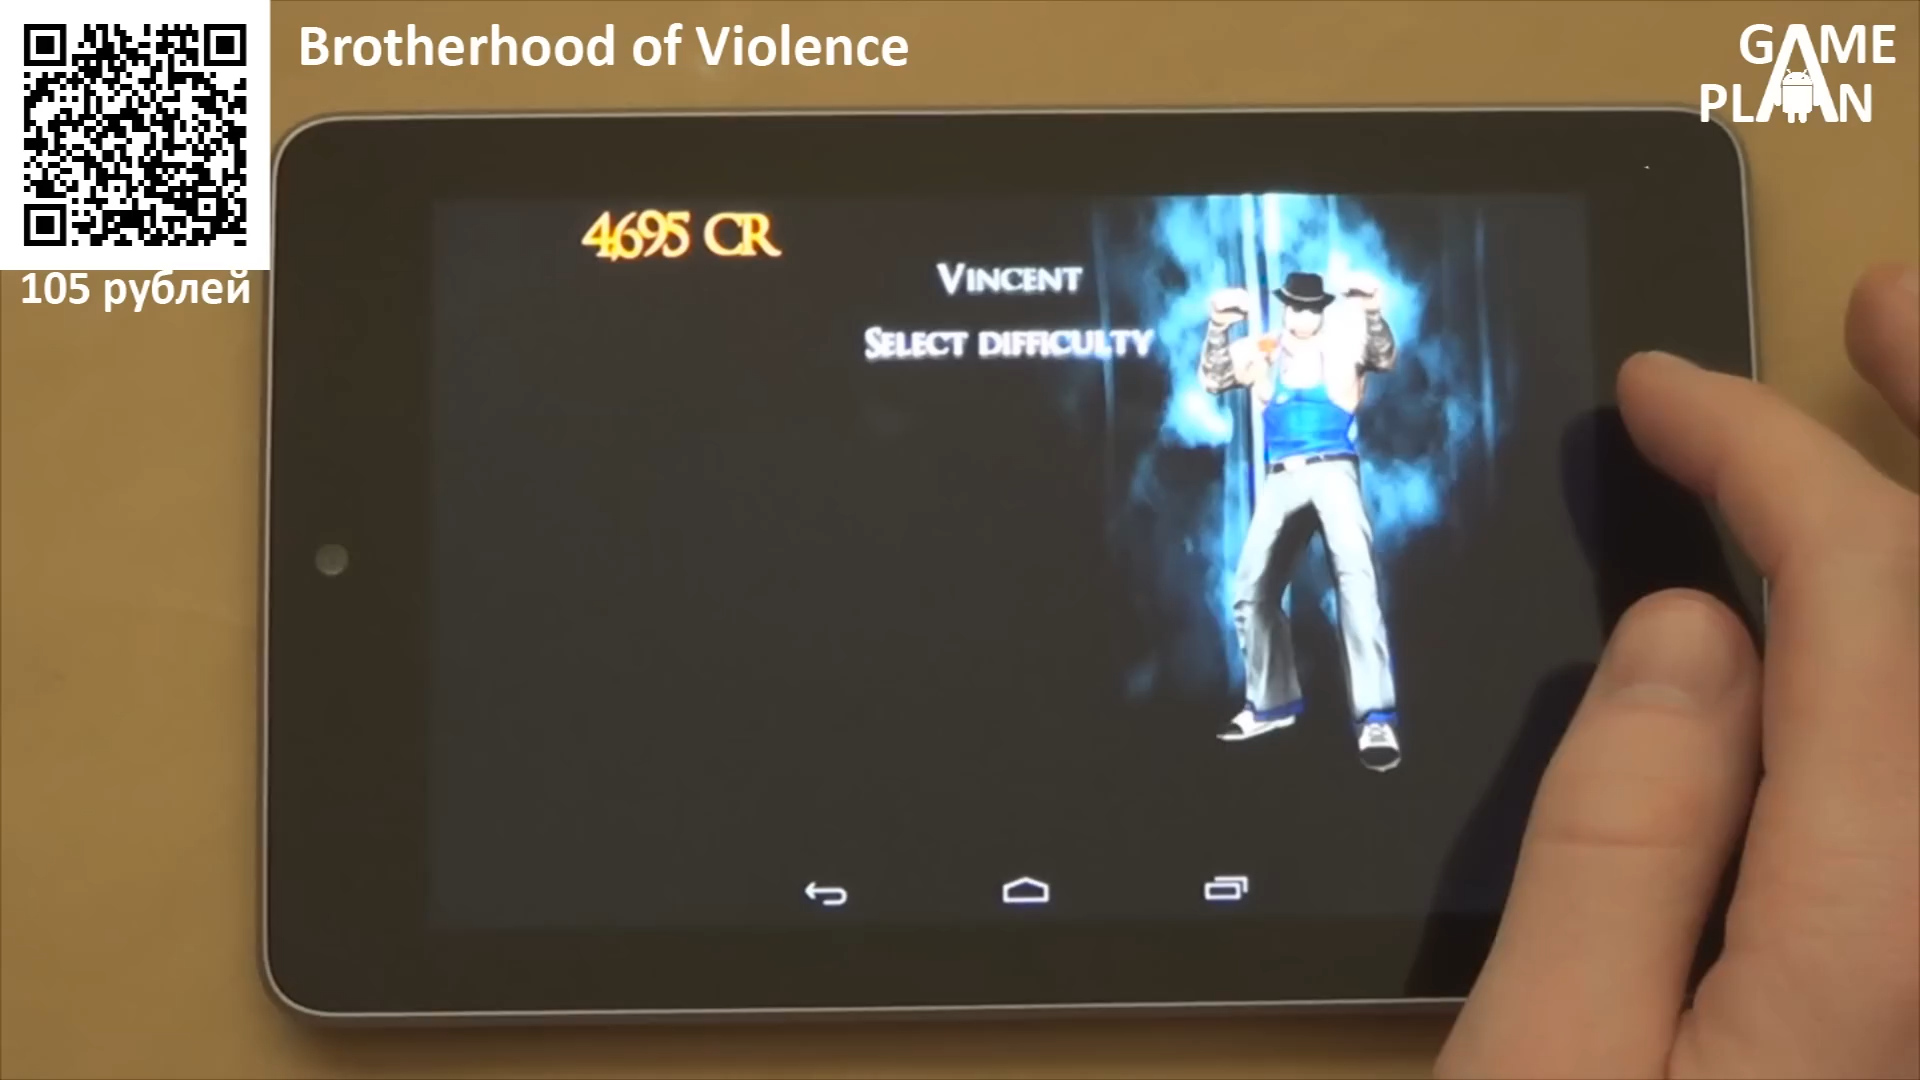 Brotherhood of Violence
GAME
PLAN
105 рублей
4695 CR
Vincent
Select difficulty